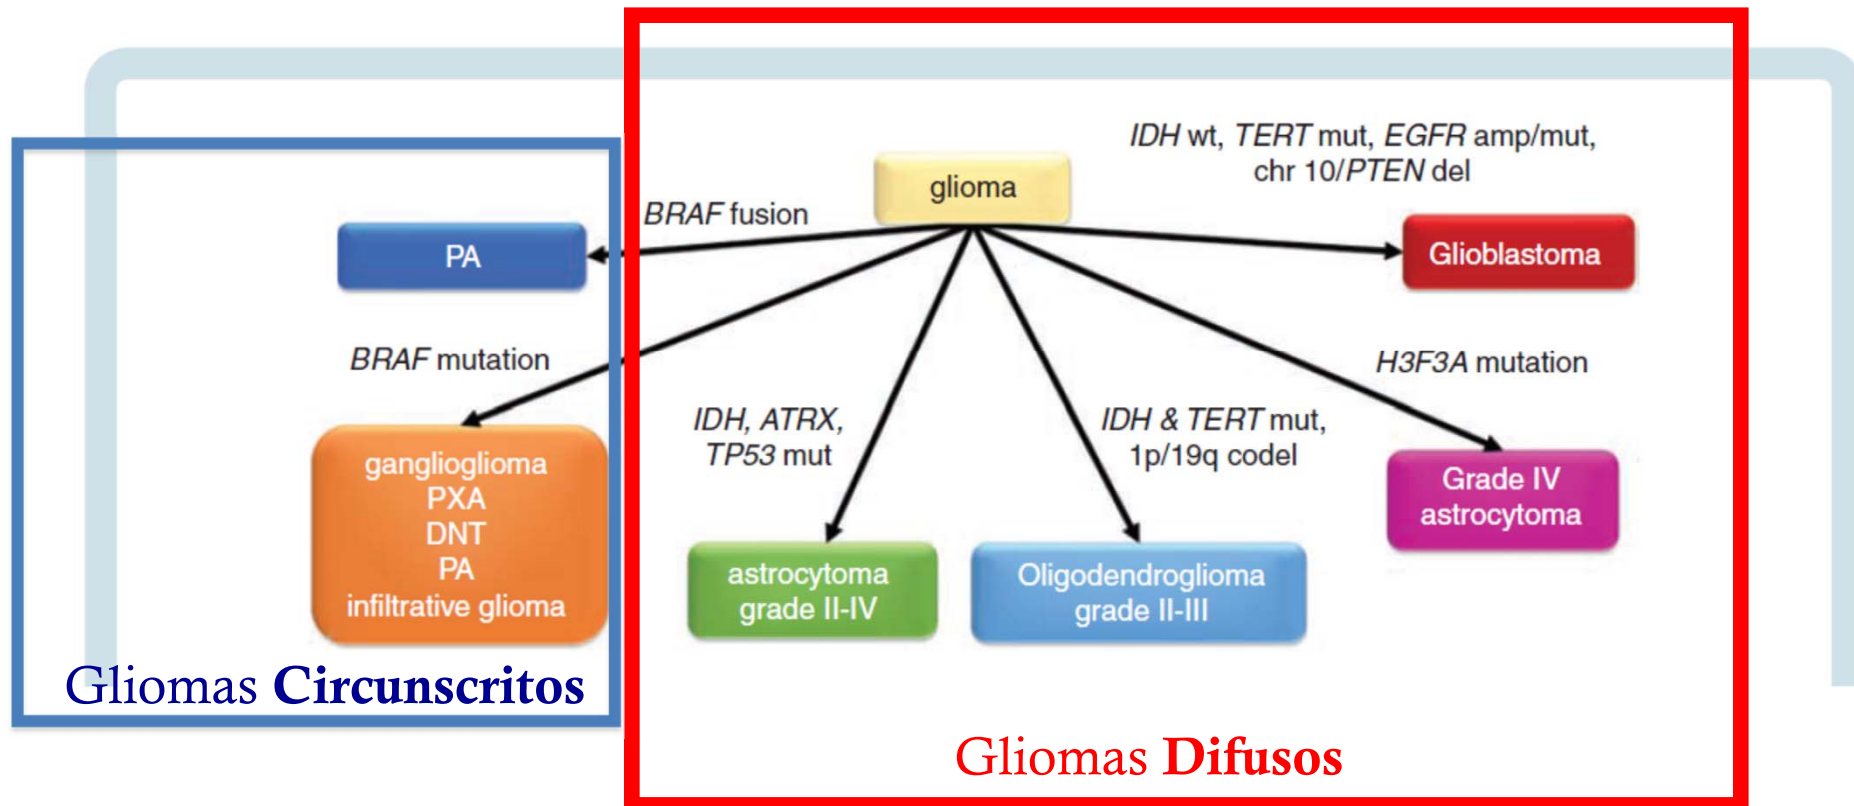 IDH wt, TERT mut, EGFR amp/mut,
chr 10/PTEN del
glioma
BRAF fusion
PA
Glioblastoma
BRAF mutation
H3F3A mutation
IDH, ATRX,
TP53 mut
IDH & TERT mut,
1p/19q codel
ganglioglioma
PXA
DNT
PA
infiltrative glioma
Grade IV
astrocytoma
astrocytoma
grade II-IV
Oligodendroglioma
grade II-III
Gliomas Circunscritos
Gliomas Difusos